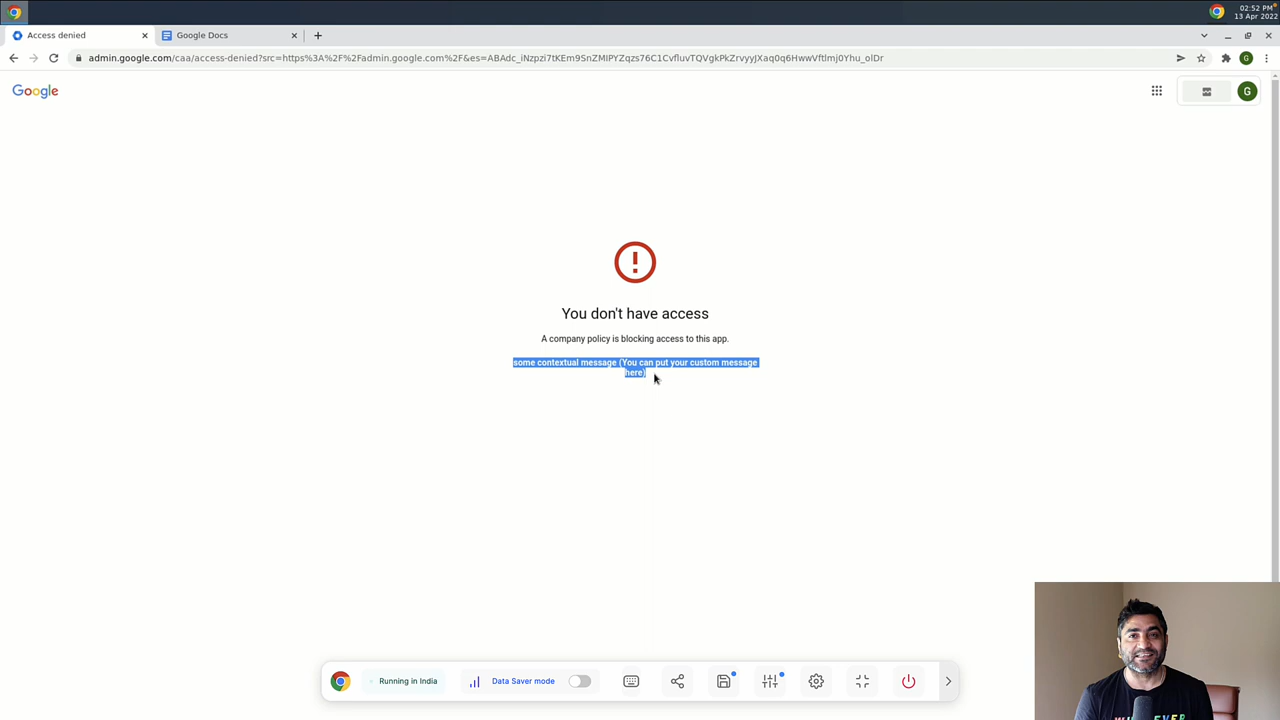 02:52 PM
13 Apr 2022
Access denied
Google Docs
admin.google.com/caa/access-denied?src=https%3A%2F%2Fadmin.google.com%2F&es=ABAdc_iNzpzi7tKEm9SnZMIPYZqzs76C1CvfluvTQVgkPkZrvyyJXaq0q6HwwVftlmj0Yhu_olDr
G
Google
G
You don't have access
A company policy is blocking access to this app.
some contextual message (You can put your custom message
here)
Running in India
Data Saver mode